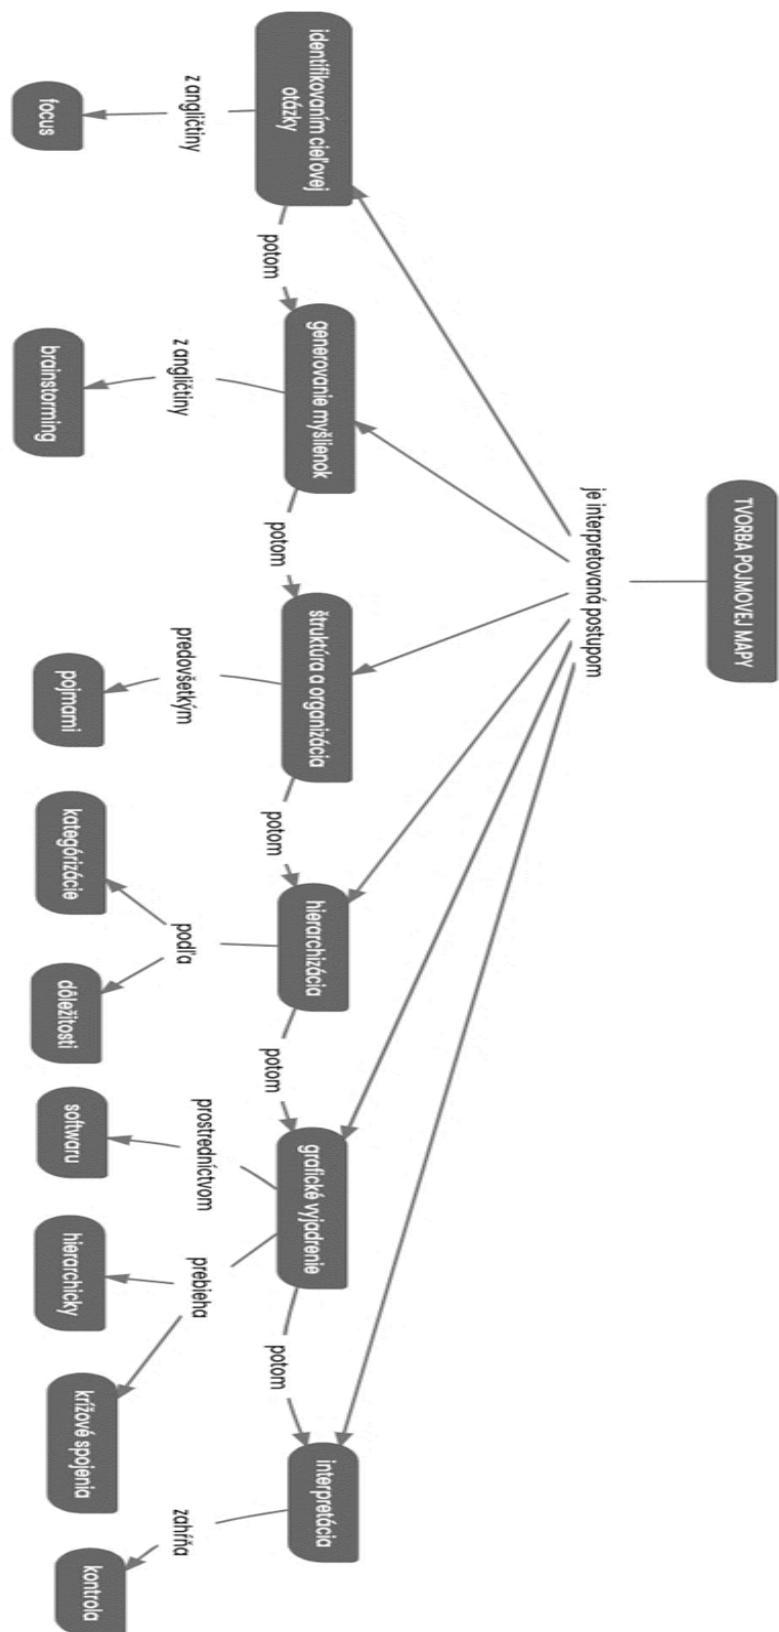 TVORBA POJMOVEJ MAPY
je interpretovaná postupom
identifikovaním cieľovej
otázky
potom
generovanie myšlienok
potom
štruktúra a organizácia
potom
hierarchizácia
potom
grafické vyjadrenie
potom
interpretácia
z angličtiny
z angličtiny
predovšetkým
podľa
prostredníctvom
prebieha
zahŕňa
focus
brainstorming
pojmami
kategórizácie
dôležitosti
softwaru
hierarchicky
krížové spojenia
kontrola